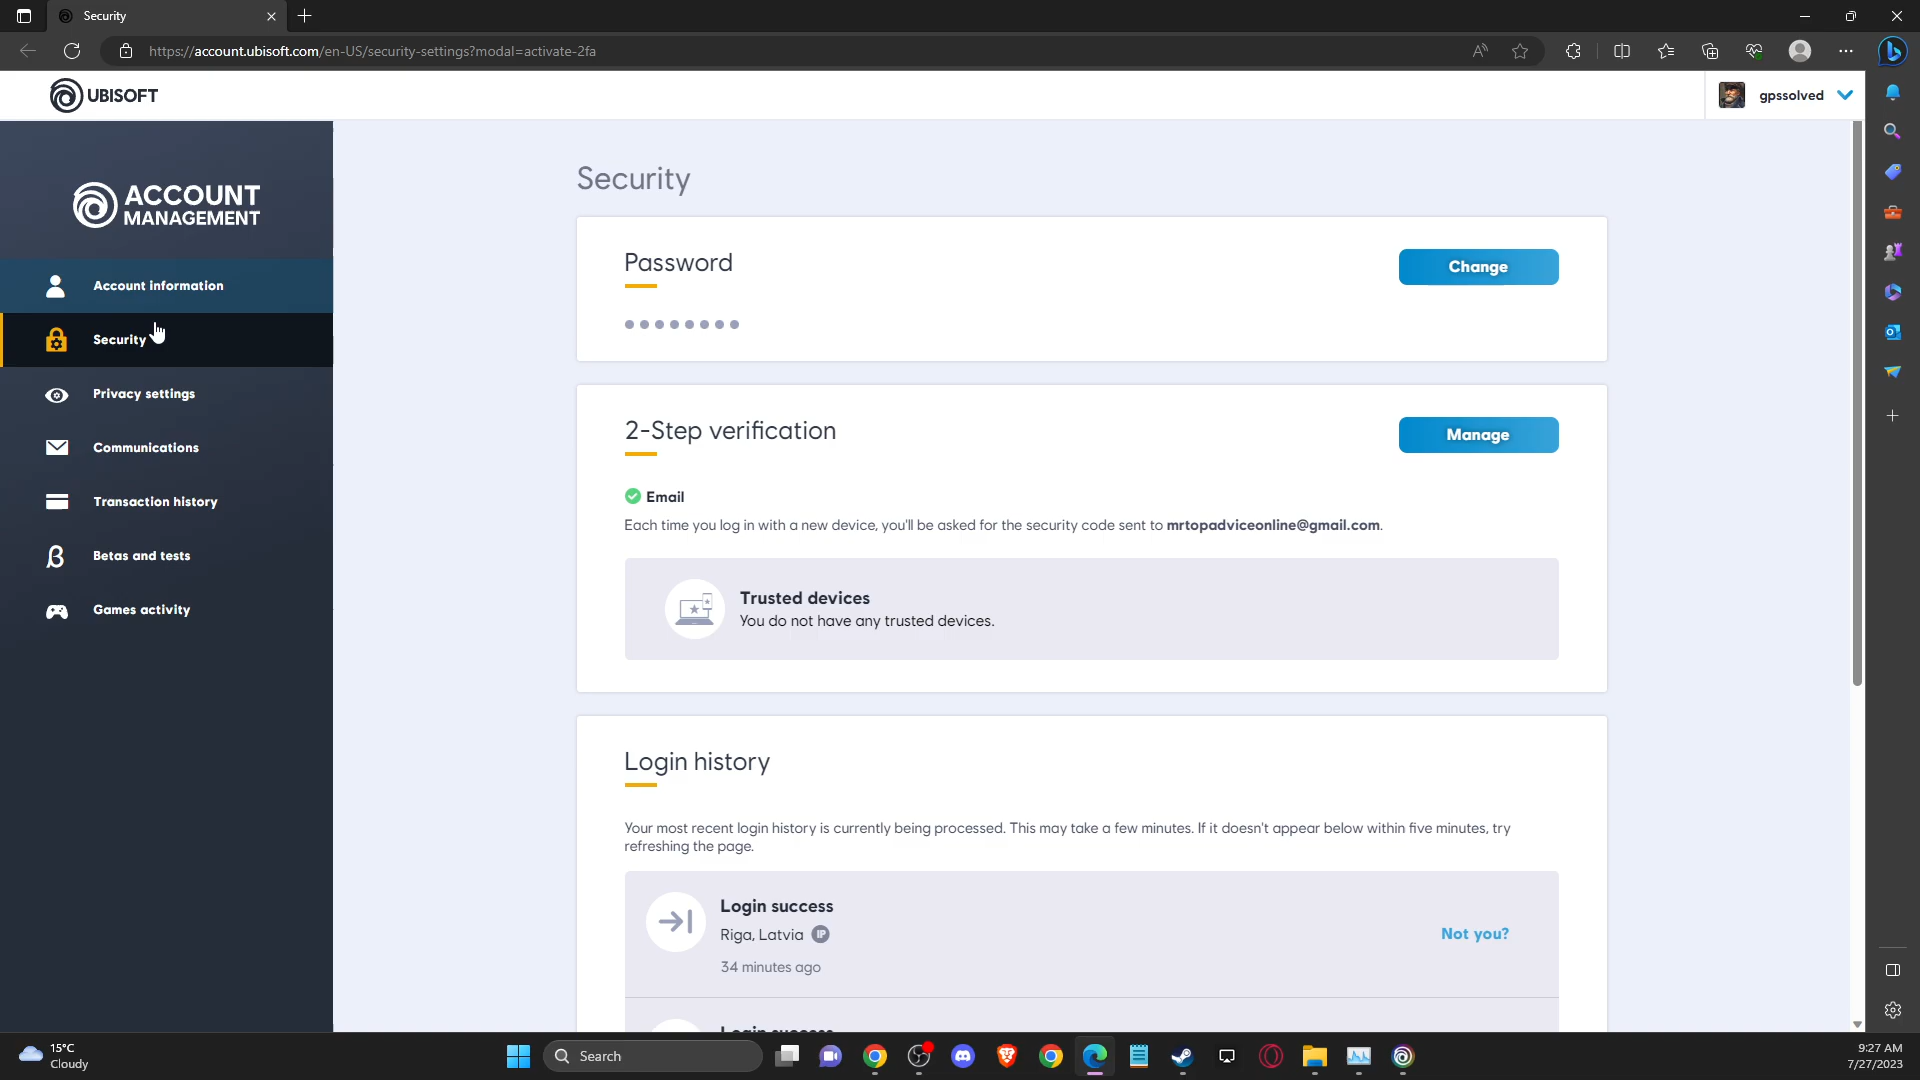 Security
https://account.ubisoft.com/en-US/security-settings?modal=activate-2fa
UBISOFT
gpssolved
ACCOUNT
MANAGEMENT
Account information
Security
Privacy settings
Communications
Transaction history
Betas and tests
Games activity
Security
Password
Change
2-Step verification
Manage
Email
Each time you log in with a new device, you'll be asked for the security code sent to mrtopadviceonline@gmail.com.
Trusted devices
You do not have any trusted devices.
Login history
Your most recent login history is currently being processed. This may take a few minutes. If it doesn't appear below within five minutes, try
refreshing the page.
Login success
Riga, Latvia IP
Not you?
34 minutes ago
Login success
15°C
Cloudy
Search
9:27 AM
7/27/2023